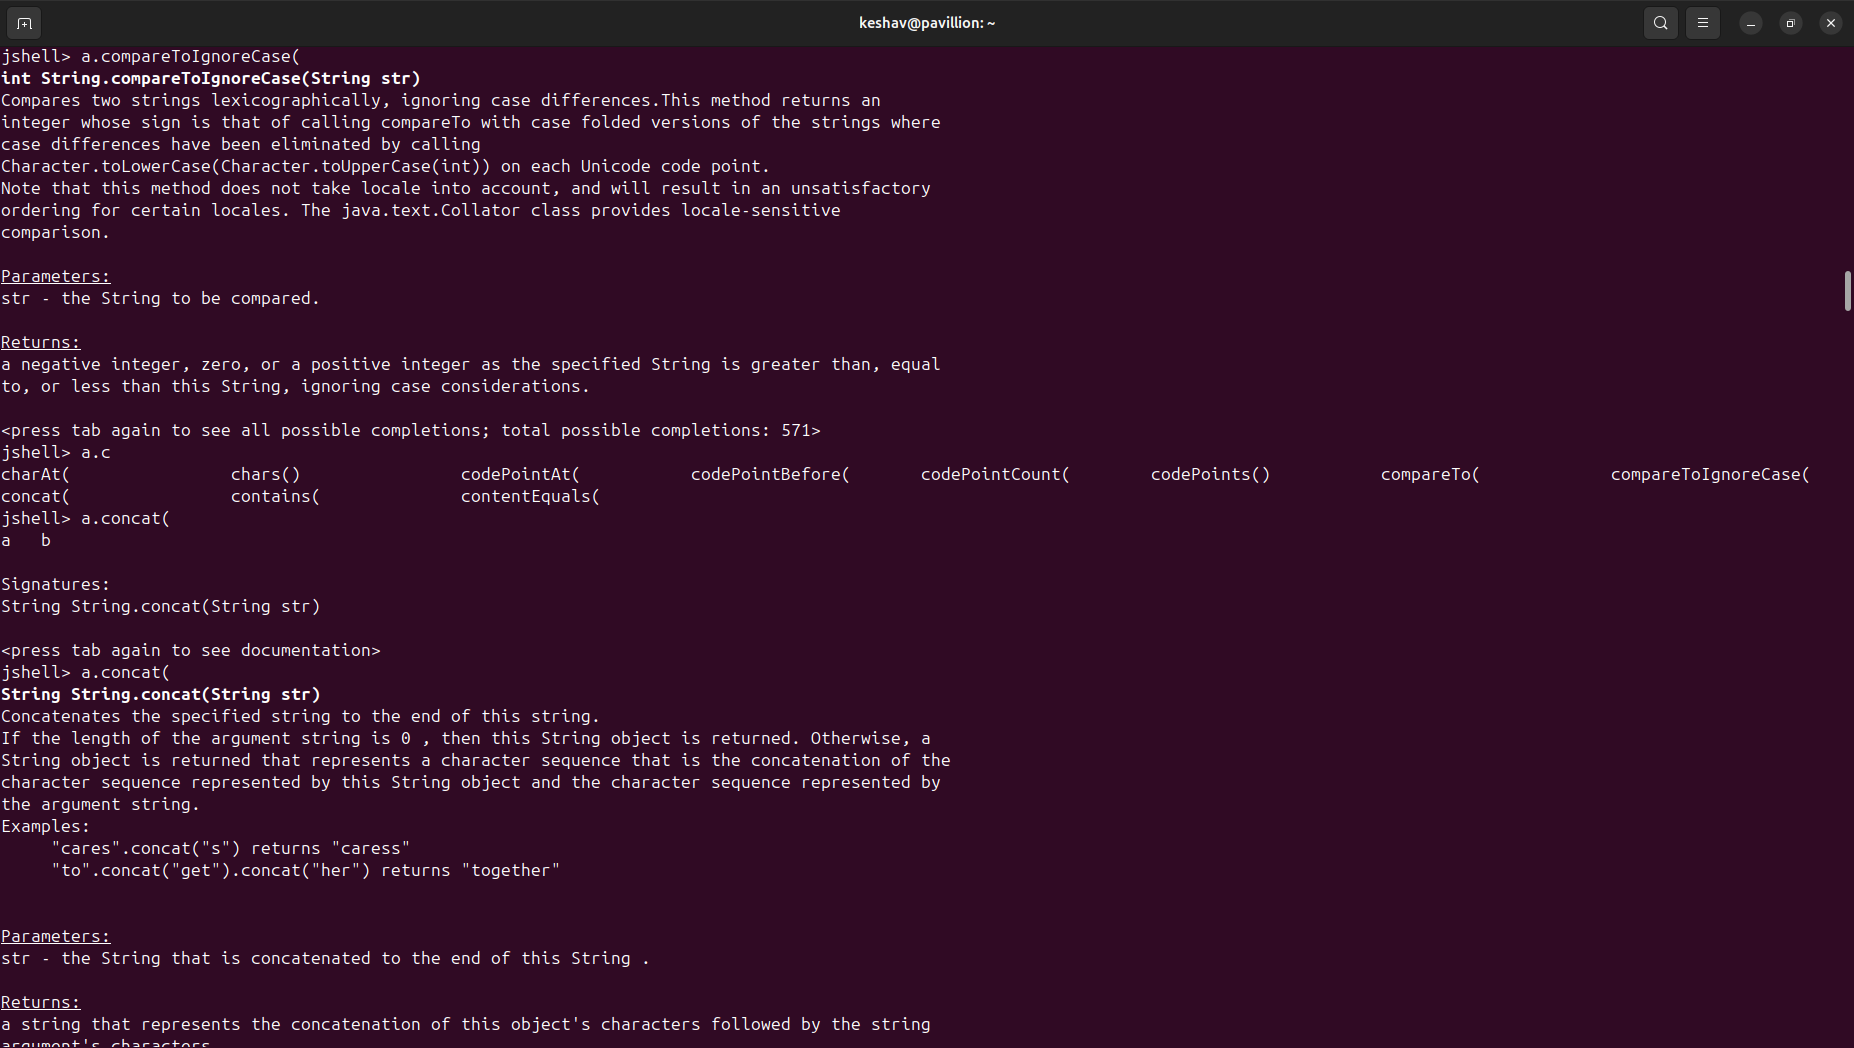 keshav@pavillion: ~
jshell> a.compareToIgnoreCase(
int String.compareToIgnoreCase(String str)
Compares two strings lexicographically, ignoring case differences.This method returns an
integer whose sign is that of calling compareTo with case folded versions of the strings where
case differences have been eliminated by calling
Character.toLowerCase(Character.toUpperCase(int)) on each Unicode code point.
Note that this method does not take locale into account, and will result in an unsatisfactory
ordering for certain locales. The java.text.Collator class provides locale-sensitive
comparison.
Parameters:
str - the String to be compared.
Returns:
a negative integer, zero, or a positive integer as the specified String is greater than, equal
to, or less than this String, ignoring case considerations.
<press tab again to see all possible completions; total possible completions: 571>
jshell> a.c
charAt( chars() codePointAt( codePointBefore( codePointCount( codePoints() compareTo( compareToIgnoreCase(
concat( contains( contentEquals(
jshell> a.concat(
a b
Signatures:
String String.concat(String str)
<press tab again to see documentation>
jshell> a.concat(
String String.concat(String str)
Concatenates the specified string to the end of this string.
If the length of the argument string is 0 , then this String object is returned. Otherwise, a
String object is returned that represents a character sequence that is the concatenation of the
character sequence represented by this String object and the character sequence represented by
the argument string.
Examples:
"cares".concat("s") returns "caress"
"to".concat("get").concat("her") returns "together"
Parameters:
str - the String that is concatenated to the end of this String .
Returns:
a string that represents the concatenation of this object's characters followed by the string
argument's characters.